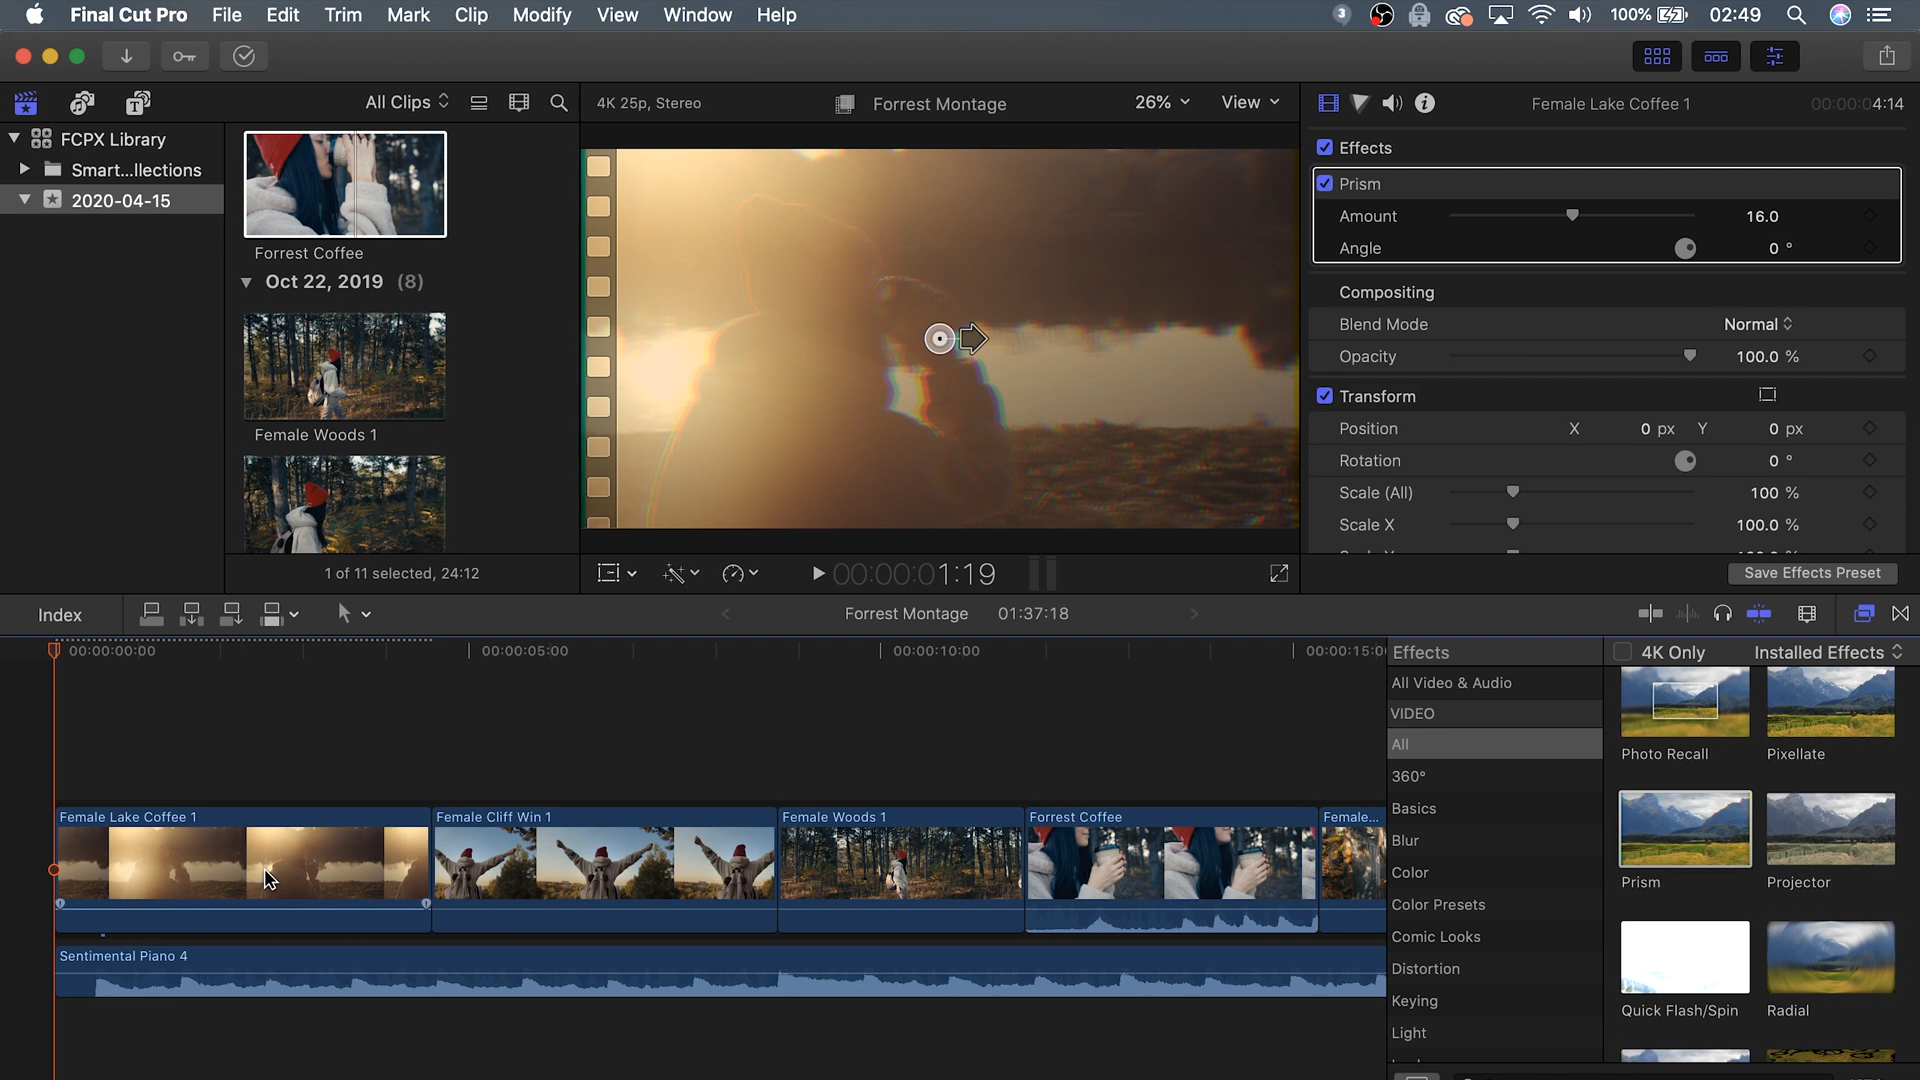 Final Cut Pro File Edit Trim Mark Clip Modify View Window Help
3 100% 02:49
All Clips
4K 25p, Stereo
Forrest Montage
26% View
Female Lake Coffee 1
00:00:04:14
FCPX Library
Smart...llections
2020-04-15
Forrest Coffee
Oct 22, 2019 (8)
Female Woods 1
1 of 11 selected, 24:12
00:00:00 1:19
Effects
Prism
Amount 16.0
Angle 0 °
Compositing
Blend Mode Normal
Opacity 100.0 %
Transform
Position X 0 px Y 0 px
Rotation 0 °
Scale (All) 100 %
Scale X 100.0 %
Save Effects Preset
Index
Forrest Montage 01:37:18
00:00:00:00 00:00:05:00 00:00:10:00 00:00:15:0
Female Lake Coffee 1
Female Cliff Win 1
Female Woods 1
Forrest Coffee
Female...
Sentimental Piano 4
Effects
4K Only
Installed Effects
All Video & Audio
VIDEO
All
360°
Basics
Blur
Color
Color Presets
Comic Looks
Distortion
Keying
Light
Photo Recall
Pixellate
Prism
Projector
Quick Flash/Spin
Radial